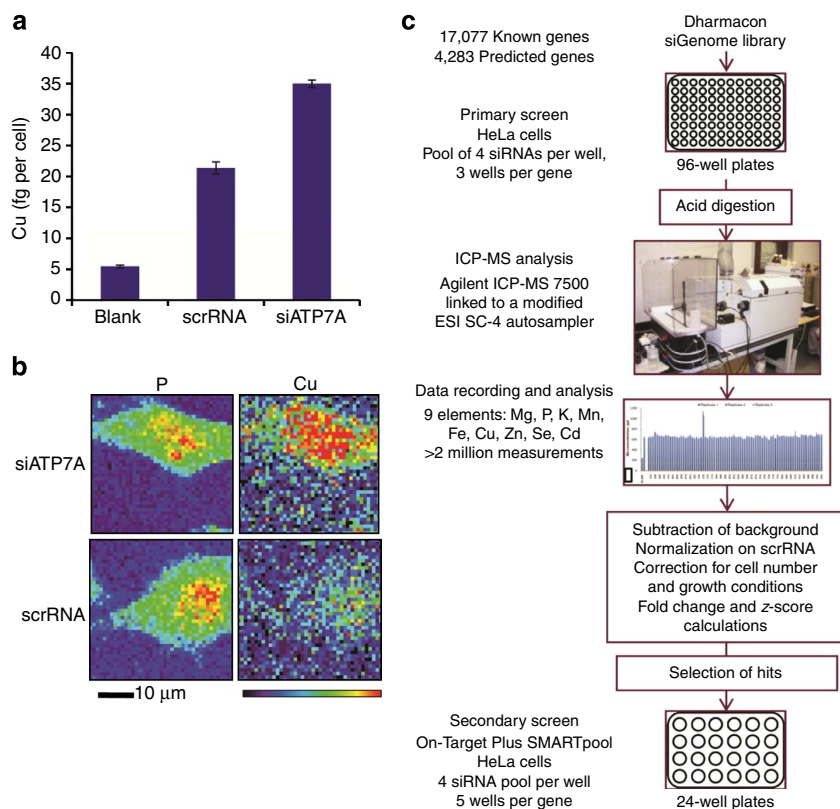 a
Cu (fg per cell)
40
35
30
25
20
15
10
5
0
Blank scrRNA siATP7A
b
P Cu
siATP7A
scrRNA
10 μm
c
17,077 Known genes
4,283 Predicted genes
Dharmacon
siGenome library
Primary screen
HeLa cells
Pool of 4 siRNAs per well,
3 wells per gene
96-well plates
Acid digestion
ICP-MS analysis
Agilent ICP-MS 7500
linked to a modified
ESI SC-4 autosampler
Data recording and analysis
9 elements: Mg, P, K, Mn,
Fe, Cu, Zn, Se, Cd
>2 million measurements
Subtraction of background
Normalization on scrRNA
Correction for cell number
and growth conditions
Fold change and z-score
calculations
Selection of hits
Secondary screen
On-Target Plus SMARTpool
HeLa cells
4 siRNA pool per well
5 wells per gene
24-well plates